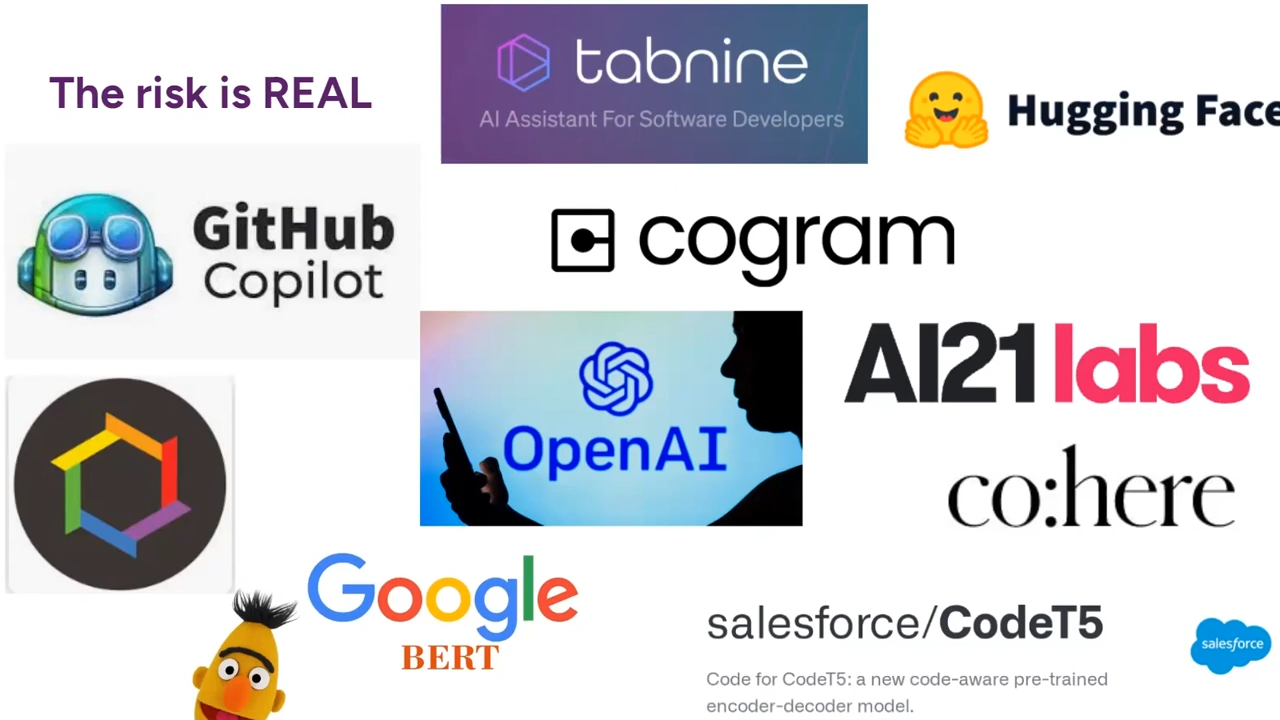 The risk is REAL
tabnine
AI Assistant For Software Developers
Hugging Face
GitHub
Copilot
cogram
OpenAI
AI21 labs
co:here
Google
BERT
salesforce/CodeT5
Code for CodeT5: a new code-aware pre-trained
encoder-decoder model.
salesforce